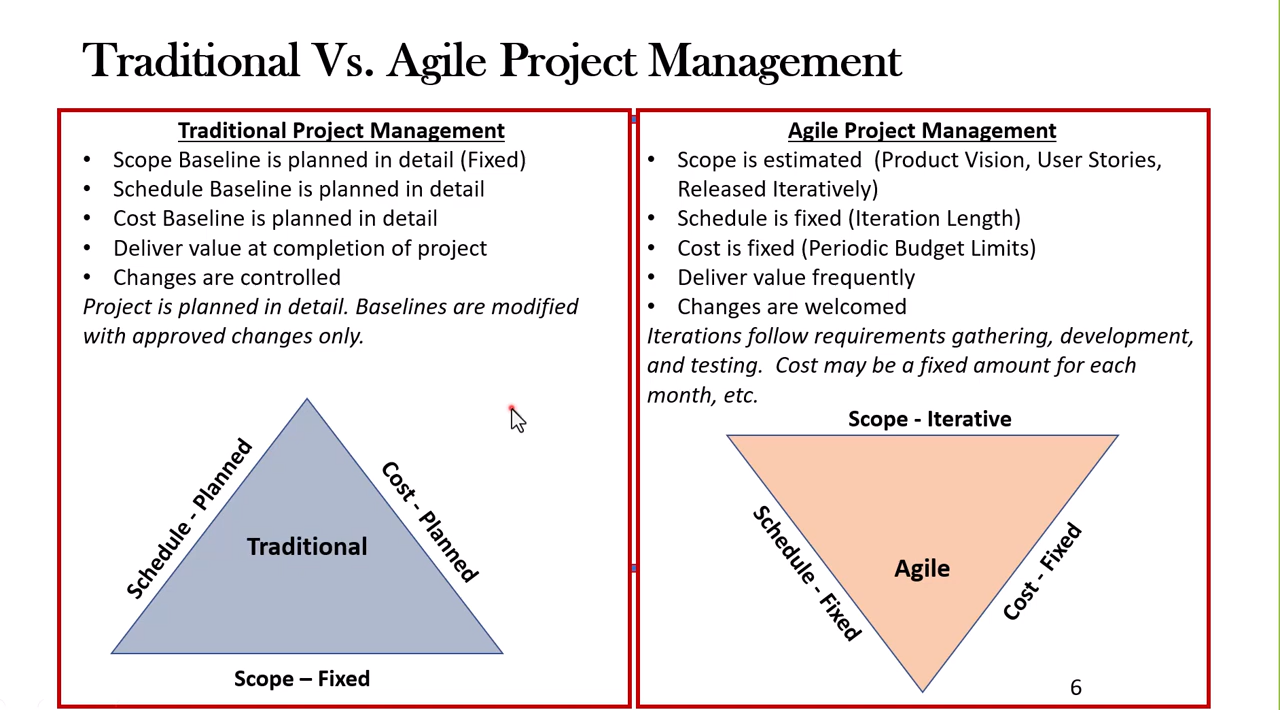 Traditional Vs. Agile Project Management
Traditional Project Management
• Scope Baseline is planned in detail (Fixed)
• Schedule Baseline is planned in detail
• Cost Baseline is planned in detail
• Deliver value at completion of project
• Changes are controlled
Project is planned in detail. Baselines are modified
with approved changes only.
Schedule - Planned
Cost - Planned
Traditional
Scope – Fixed
Agile Project Management
• Scope is estimated (Product Vision, User Stories,
Released Iteratively)
• Schedule is fixed (Iteration Length)
• Cost is fixed (Periodic Budget Limits)
• Deliver value frequently
• Changes are welcomed
Iterations follow requirements gathering, development,
and testing. Cost may be a fixed amount for each
month, etc.
Scope - Iterative
Schedule - Fixed
Cost - Fixed
Agile
6